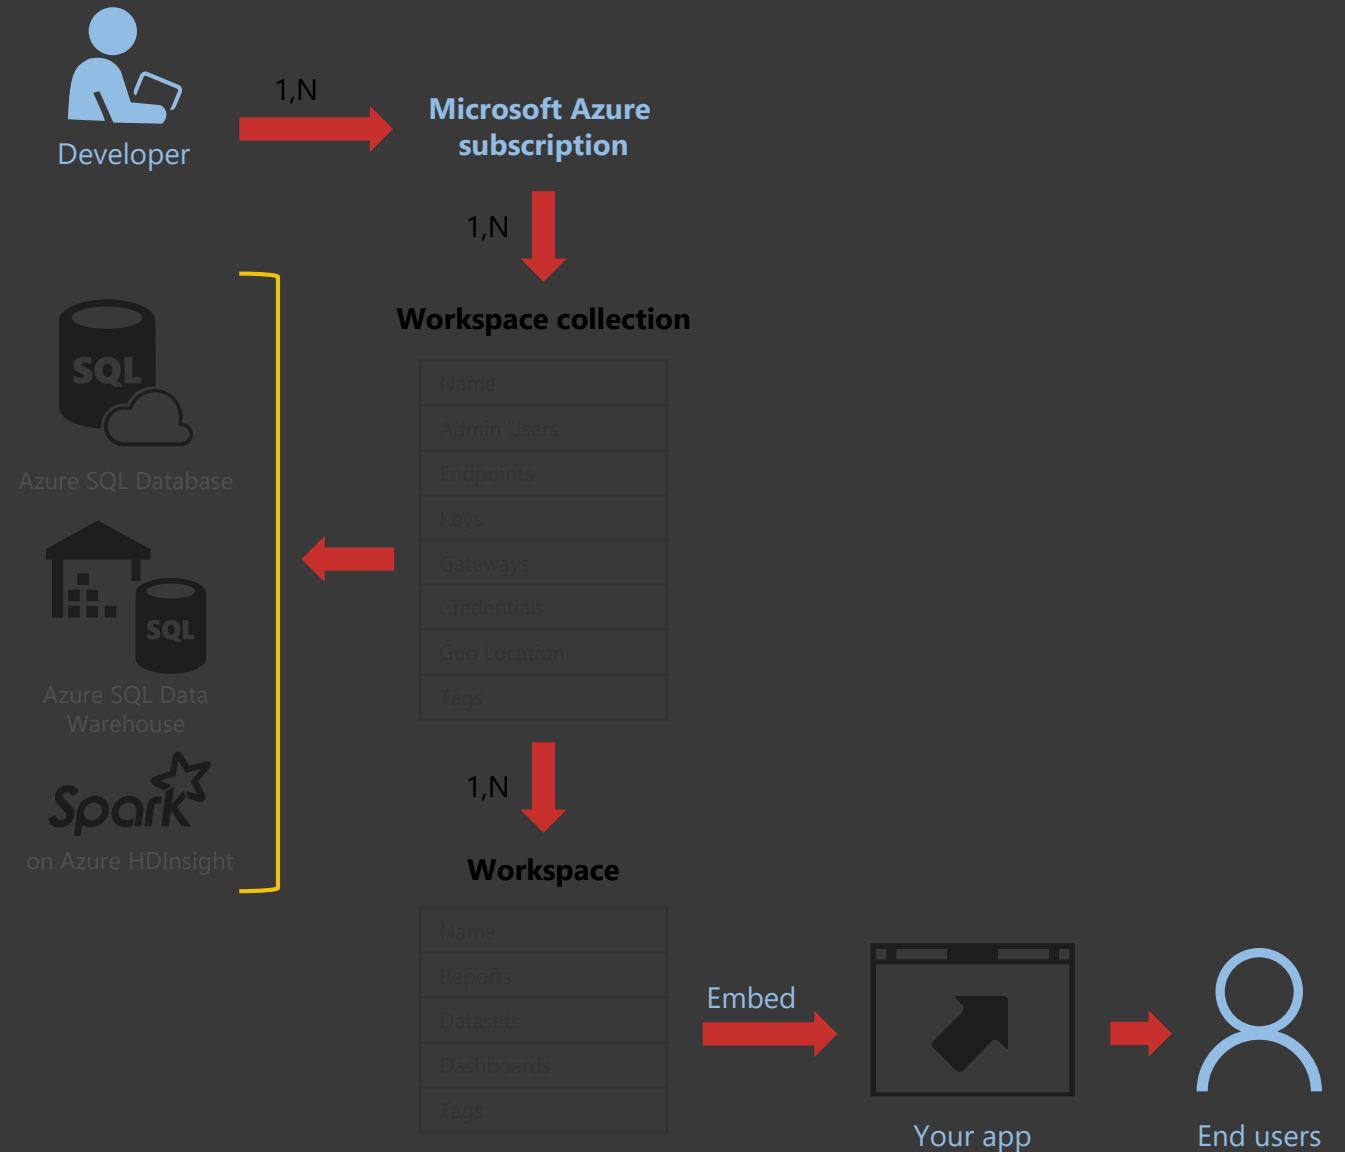 1,N
Developer
Microsoft Azure
subscription
1,N
Workspace collection
Name
Admin Users
Endpoints
Keys
Gateways
Credentials
Geo Location
Tags
SQL
Azure SQL Database
SQL
Azure SQL Data
Warehouse
Spark
on Azure HDInsight
1,N
Workspace
Name
Reports
Datasets
Dashboards
Tags
Embed
Your app
End users